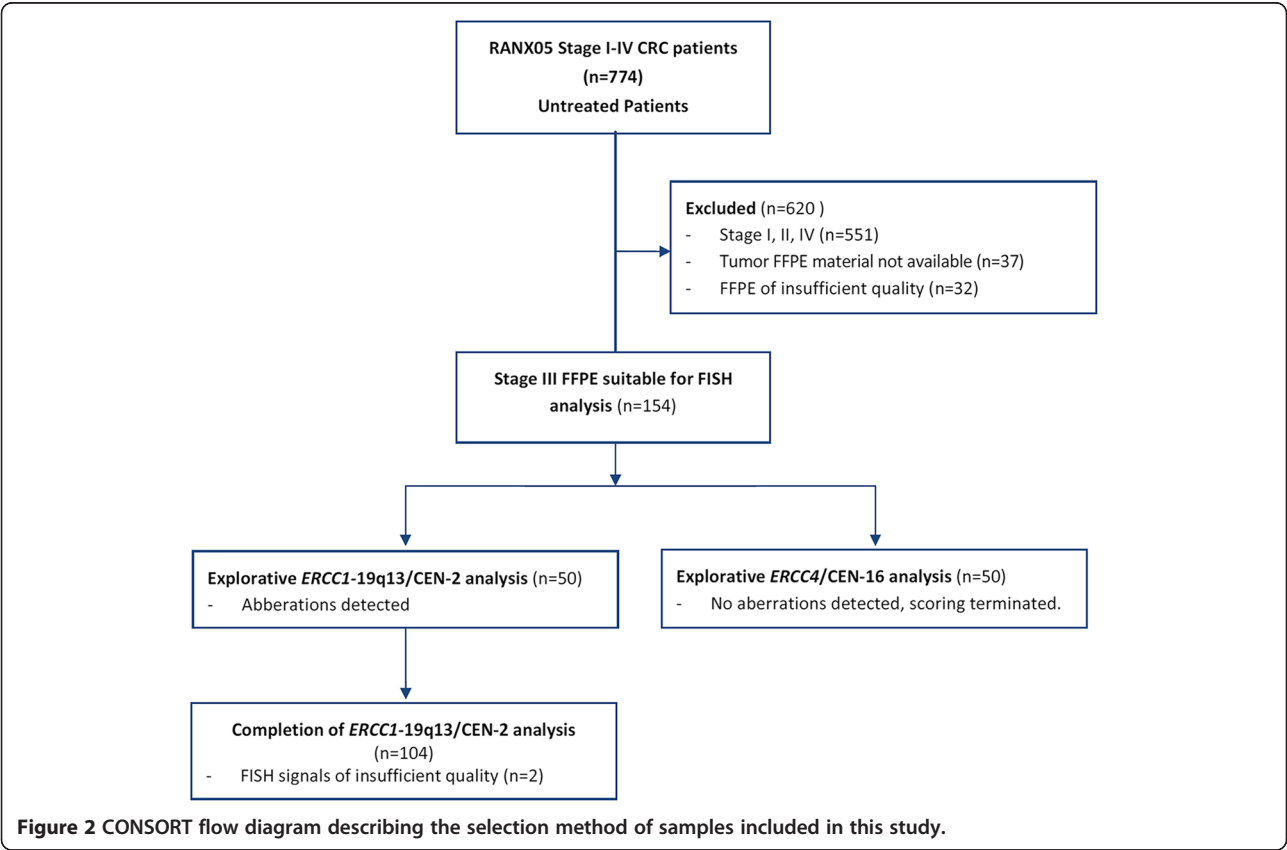 RANX05 Stage I-IV CRC patients
(n=774)
Untreated Patients
Excluded (n=620 )
- Stage I, II, IV (n=551)
- Tumor FFPE material not available (n=37)
- FFPE of insufficient quality (n=32)
Stage III FFPE suitable for FISH
analysis (n=154)
Explorative ERCC1-19q13/CEN-2 analysis (n=50)
- Abberations detected
Explorative ERCC4/CEN-16 analysis (n=50)
- No aberrations detected, scoring terminated.
Completion of ERCC1-19q13/CEN-2 analysis
(n=104)
- FISH signals of insufficient quality (n=2)
Figure 2 CONSORT flow diagram describing the selection method of samples included in this study.